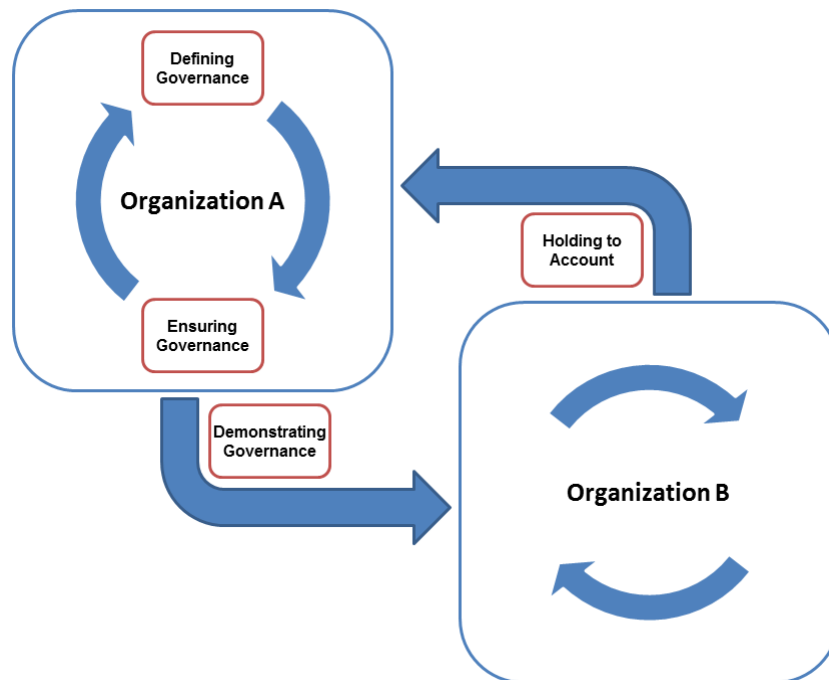 Defining
Governance
Organization A
Holding to
Account
Ensuring
Governance
Demonstrating
Governance
Organization B